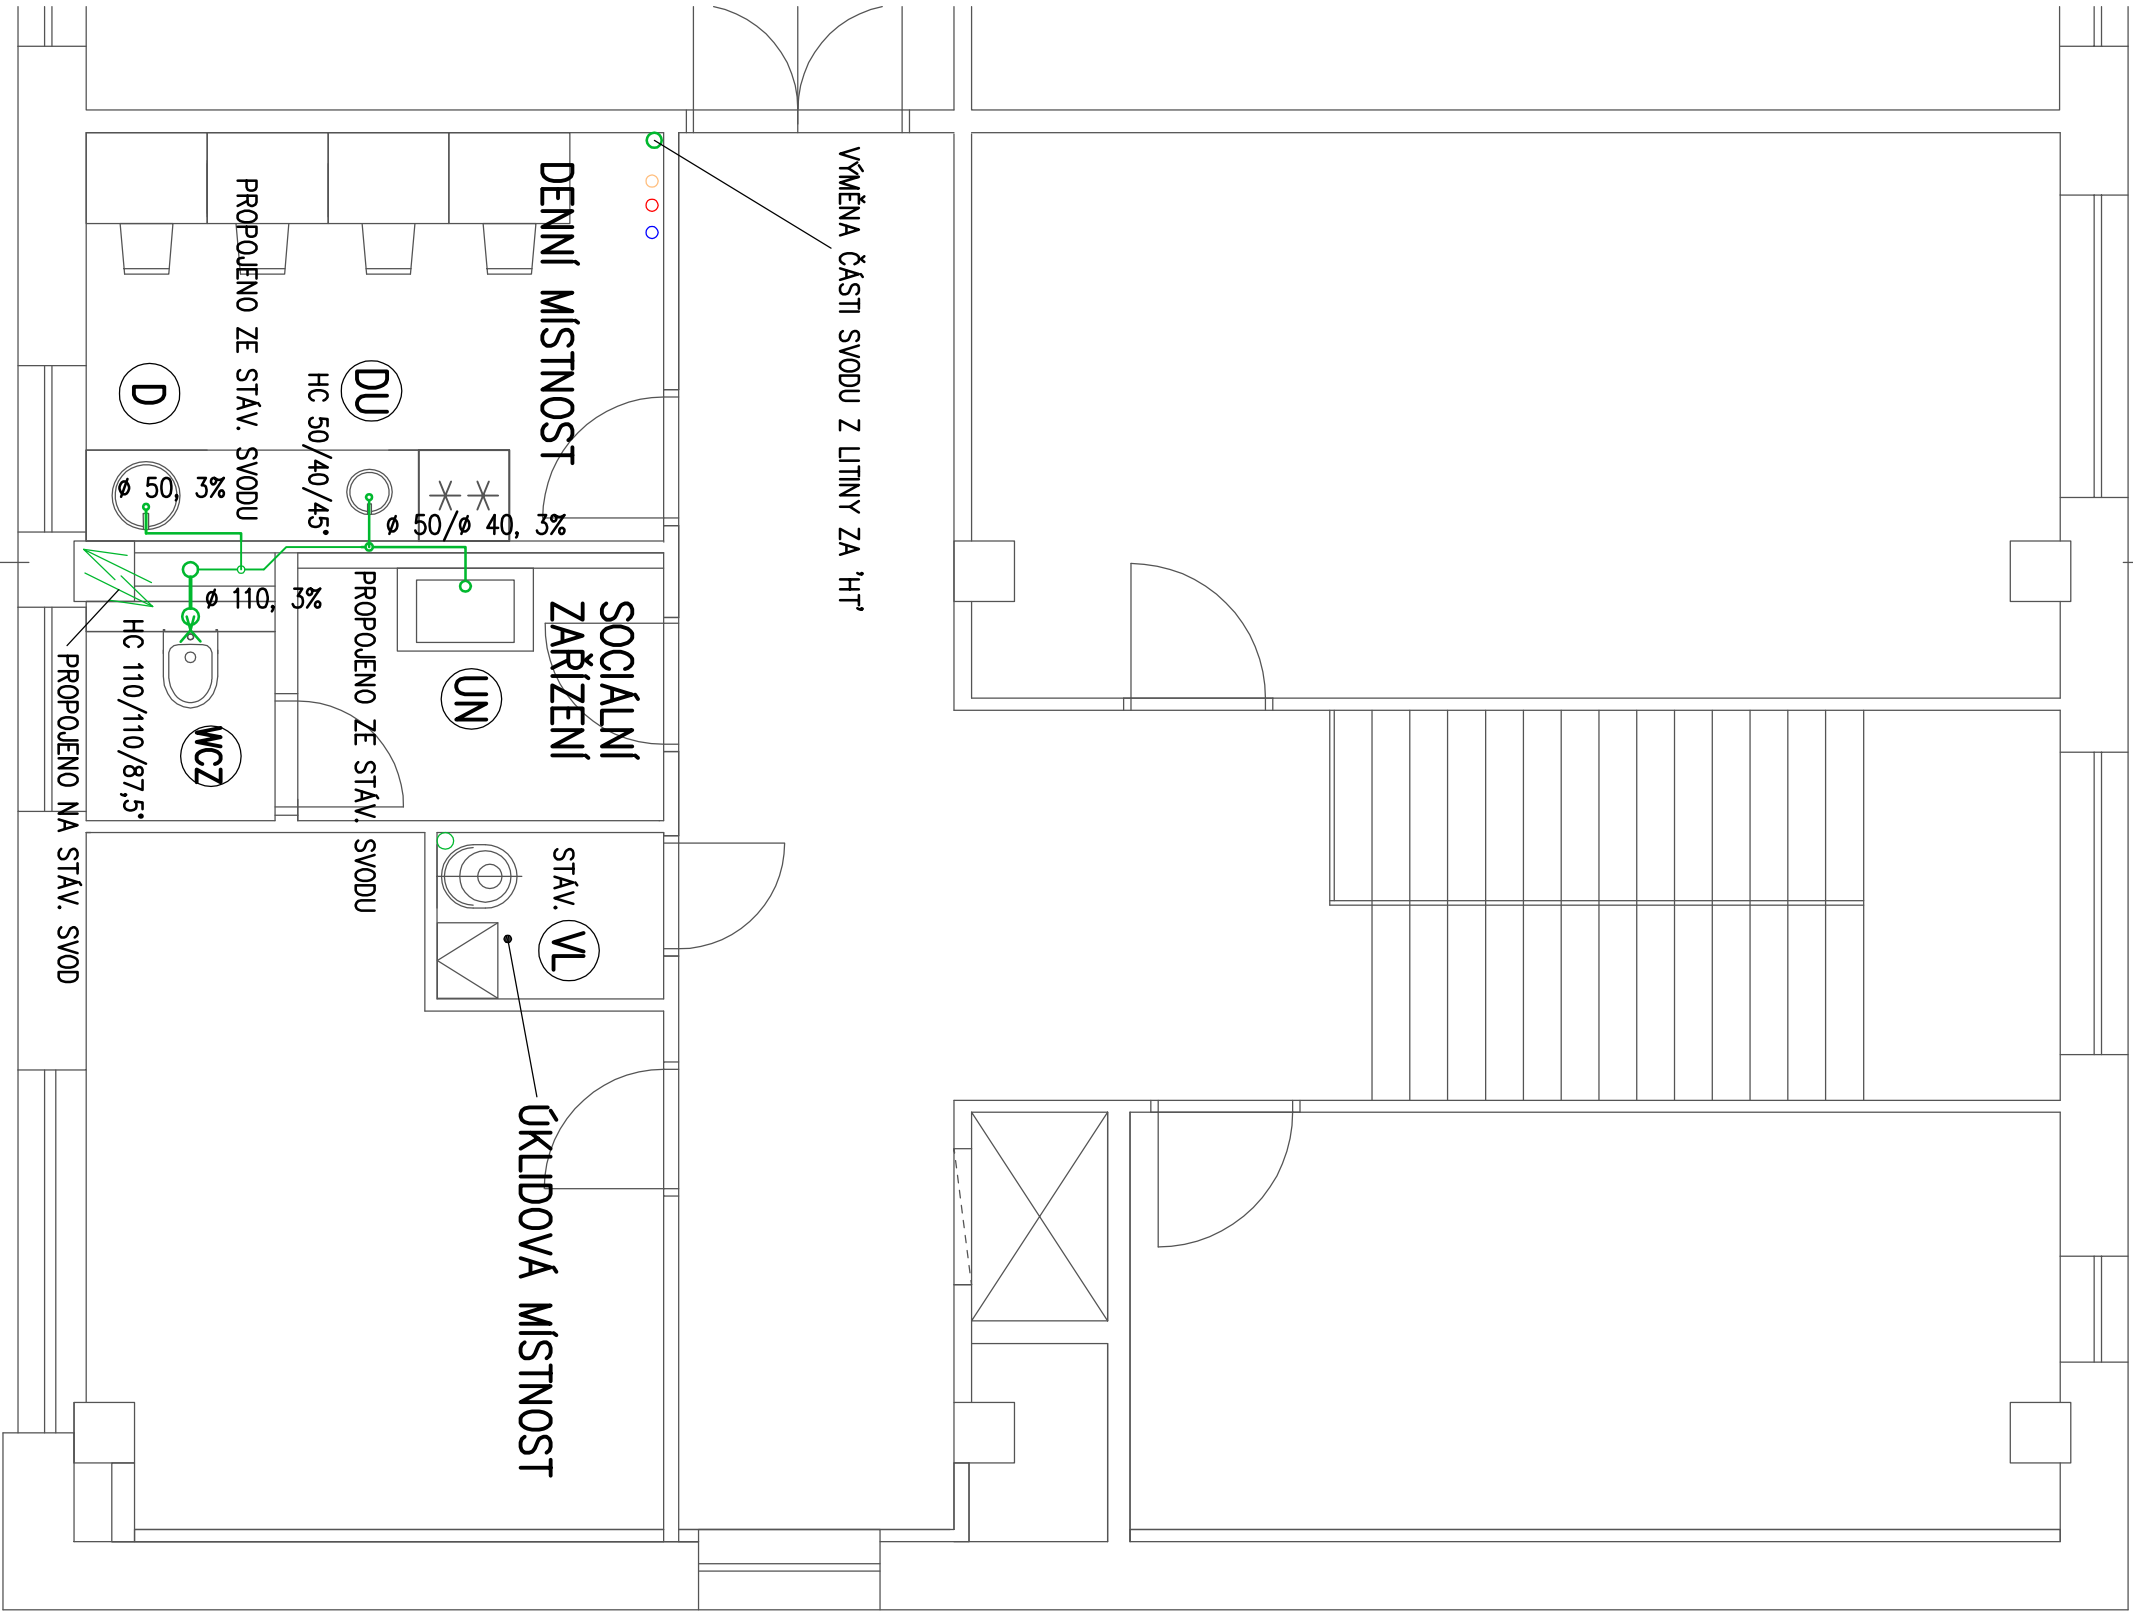 VÝMĚNA ČÁSTI SVODU Z LITINY ZA 'HT'
DENNÍ MÍSTNOST
PROPOJENO ZE STÁV. SVODU
DU
D
HC 50/40/45°
ø 50, 3%
ø 50/ø 40, 3%
ø 110, 3%
SOCIÁLNI
ZAŘÍZENÍ
UN
PROPOJENO ZE STÁV. SVODU
HC 110/110/87,5°
WCZ
PROPOJENO NA STÁV. SVOD
STÁV.
VL
ÚKLIDOVÁ MÍSTNOST